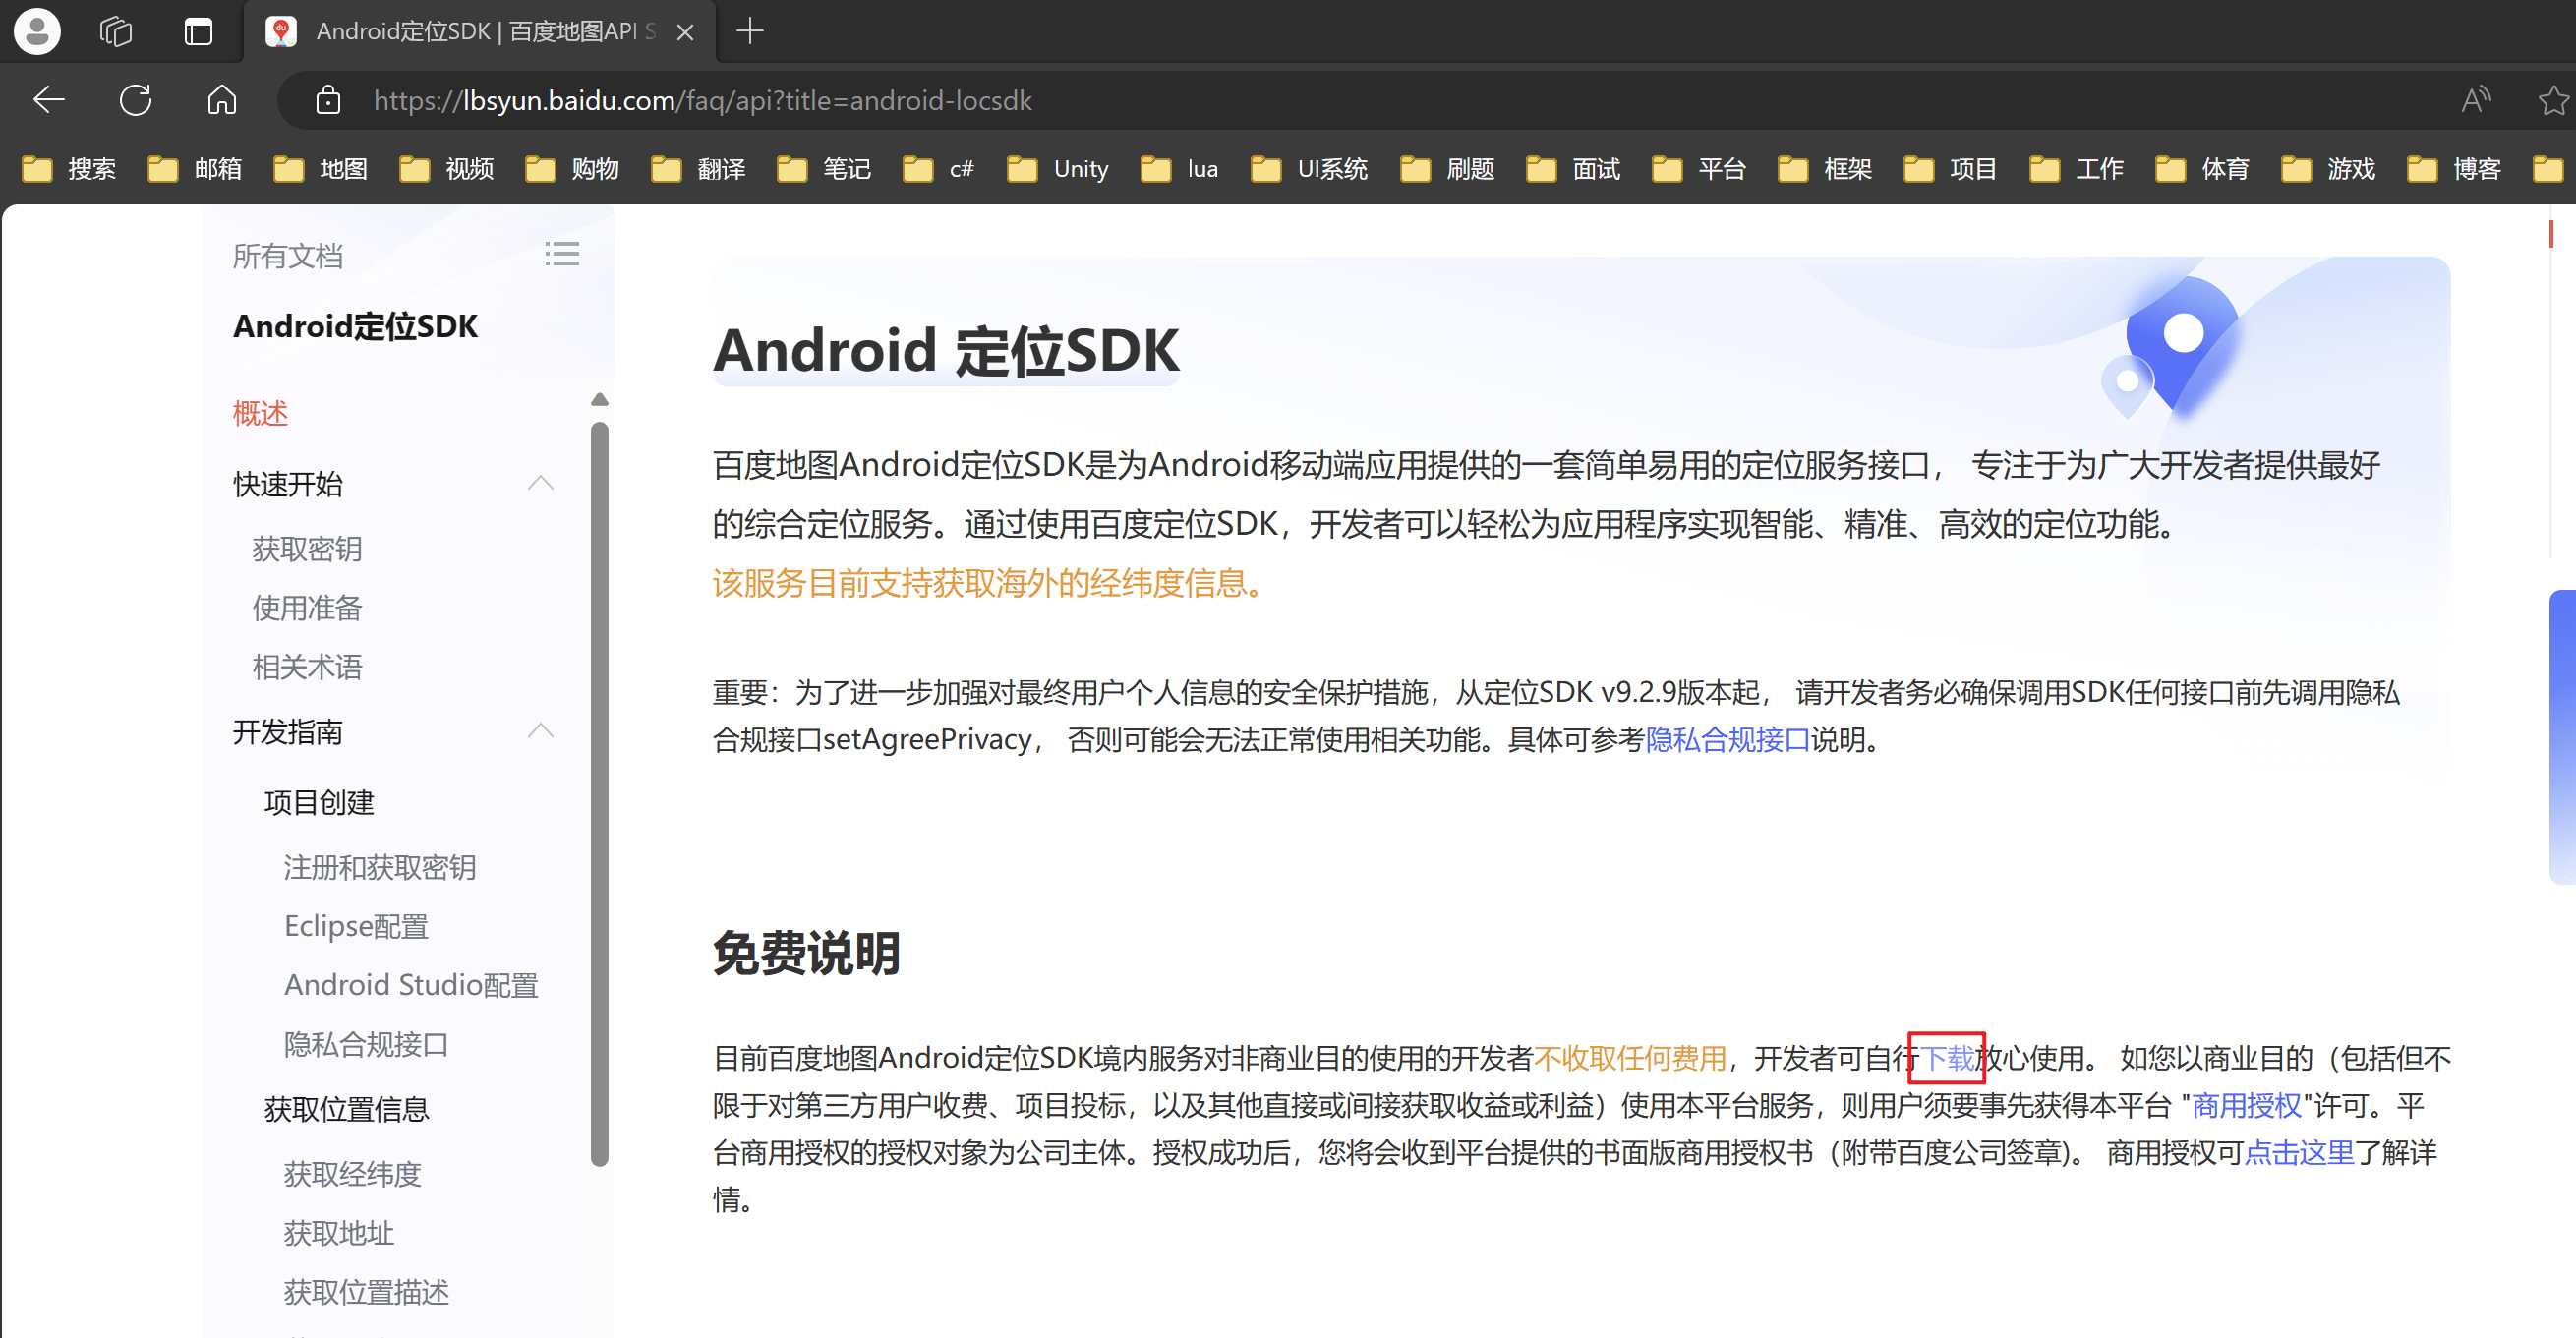 Android定位SDK | 百度地图API S
https://lbsyun.baidu.com/faq/api?title=android-locsdk
搜索 邮箱 地图 视频 购物 翻译 笔记 c# Unity lua UI系统 刷题 面试 平台 框架 项目 工作 体育 游戏 博客
所有文档
Android定位SDK
概述
快速开始
获取密钥
使用准备
相关术语
开发指南
项目创建
注册和获取密钥
Eclipse配置
Android Studio配置
隐私合规接口
获取位置信息
获取经纬度
获取地址
获取位置描述
Android 定位SDK
百度地图Android定位SDK是为Android移动端应用提供的一套简单易用的定位服务接口， 专注于为广大开发者提供最好
的综合定位服务。通过使用百度定位SDK，开发者可以轻松为应用程序实现智能、精准、高效的定位功能。
该服务目前支持获取海外的经纬度信息。
重要：为了进一步加强对最终用户个人信息的安全保护措施，从定位SDK v9.2.9版本起， 请开发者务必确保调用SDK任何接口前先调用隐私
合规接口setAgreePrivacy， 否则可能会无法正常使用相关功能。具体可参考隐私合规接口说明。
免费说明
目前百度地图Android定位SDK境内服务对非商业目的使用的开发者不收取任何费用，开发者可自行下载放心使用。 如您以商业目的（包括但不
限于对第三方用户收费、项目投标，以及其他直接或间接获取收益或利益）使用本平台服务，则用户须要事先获得本平台 "商用授权"许可。平
台商用授权的授权对象为公司主体。授权成功后，您将会收到平台提供的书面版商用授权书（附带百度公司签章)。 商用授权可点击这里了解详
情。